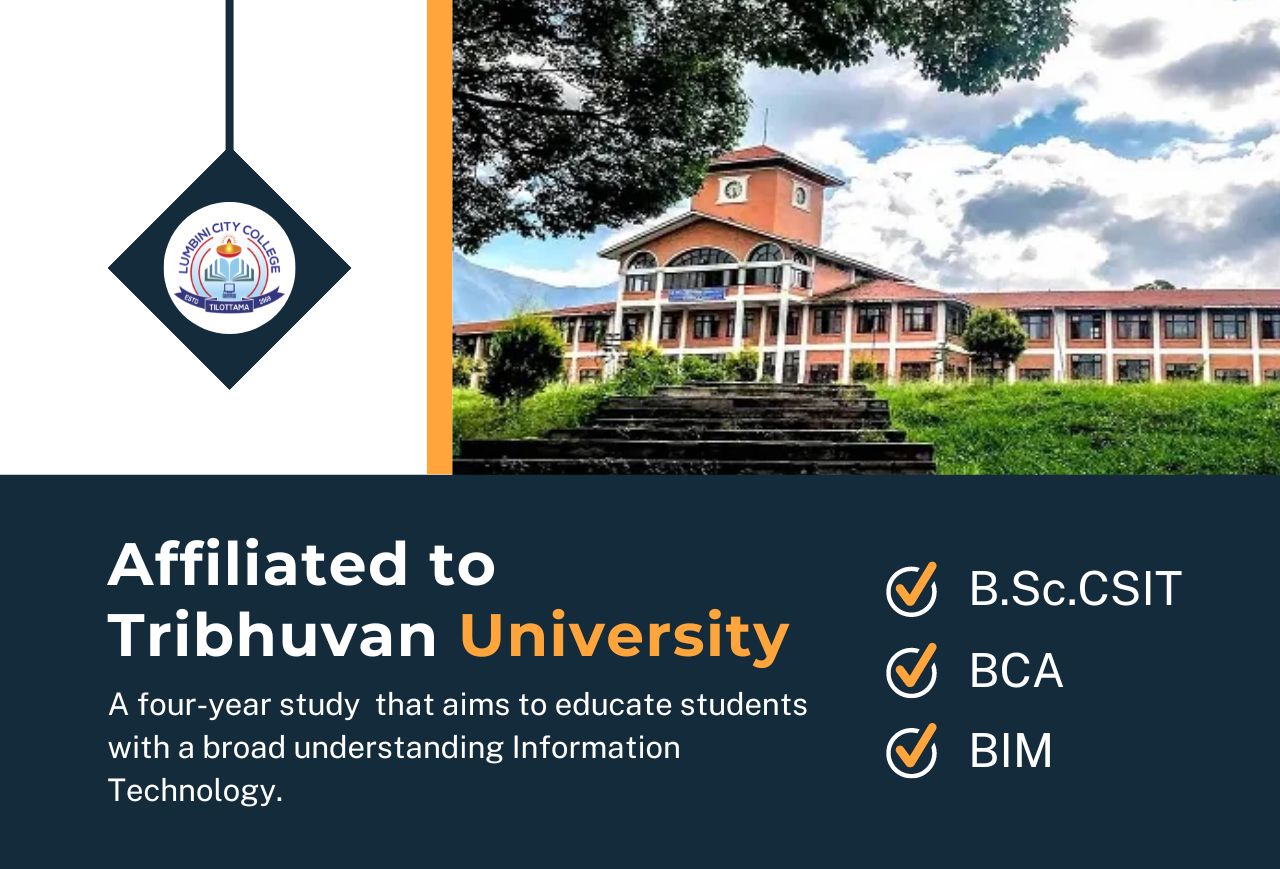 LUMBINI CITY COLLEGE
ESTD
TILOTTAMA
Affiliated to
Tribhuvan University
A four-year study  that aims to educate students
with a broad understanding Information
Technology.
B.Sc.CSIT
BCA
BIM